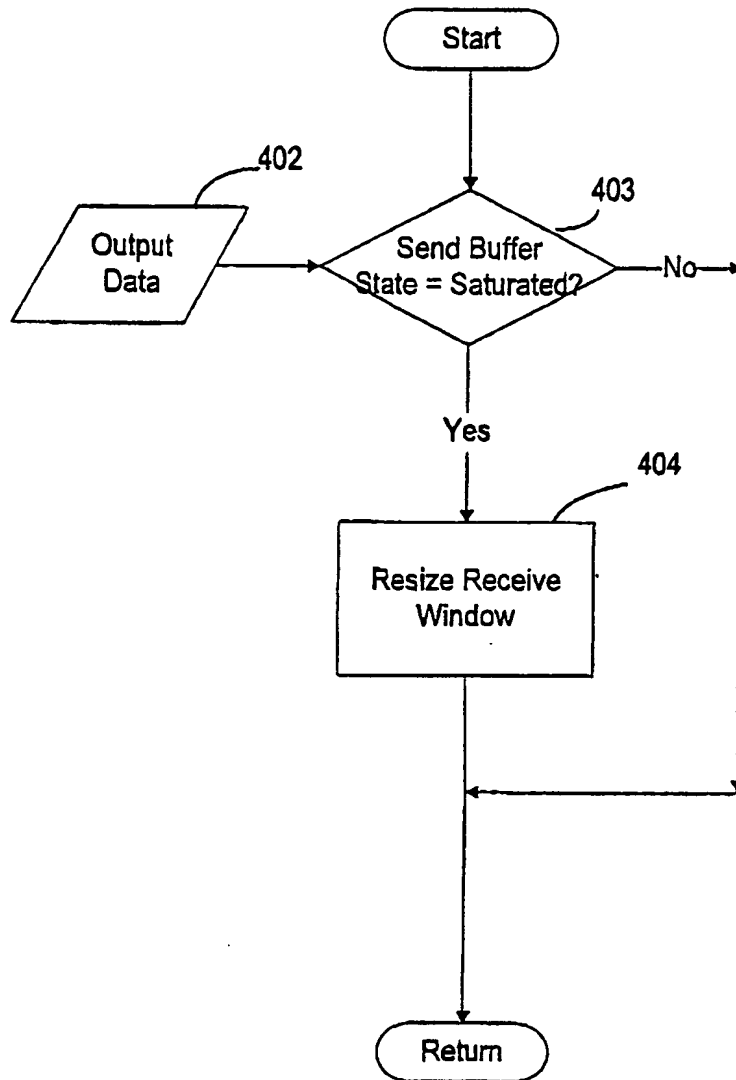 Start
402
403
Output
Data
Send Buffer
State = Saturated?
No
Yes
404
Resize Receive
Window
Return